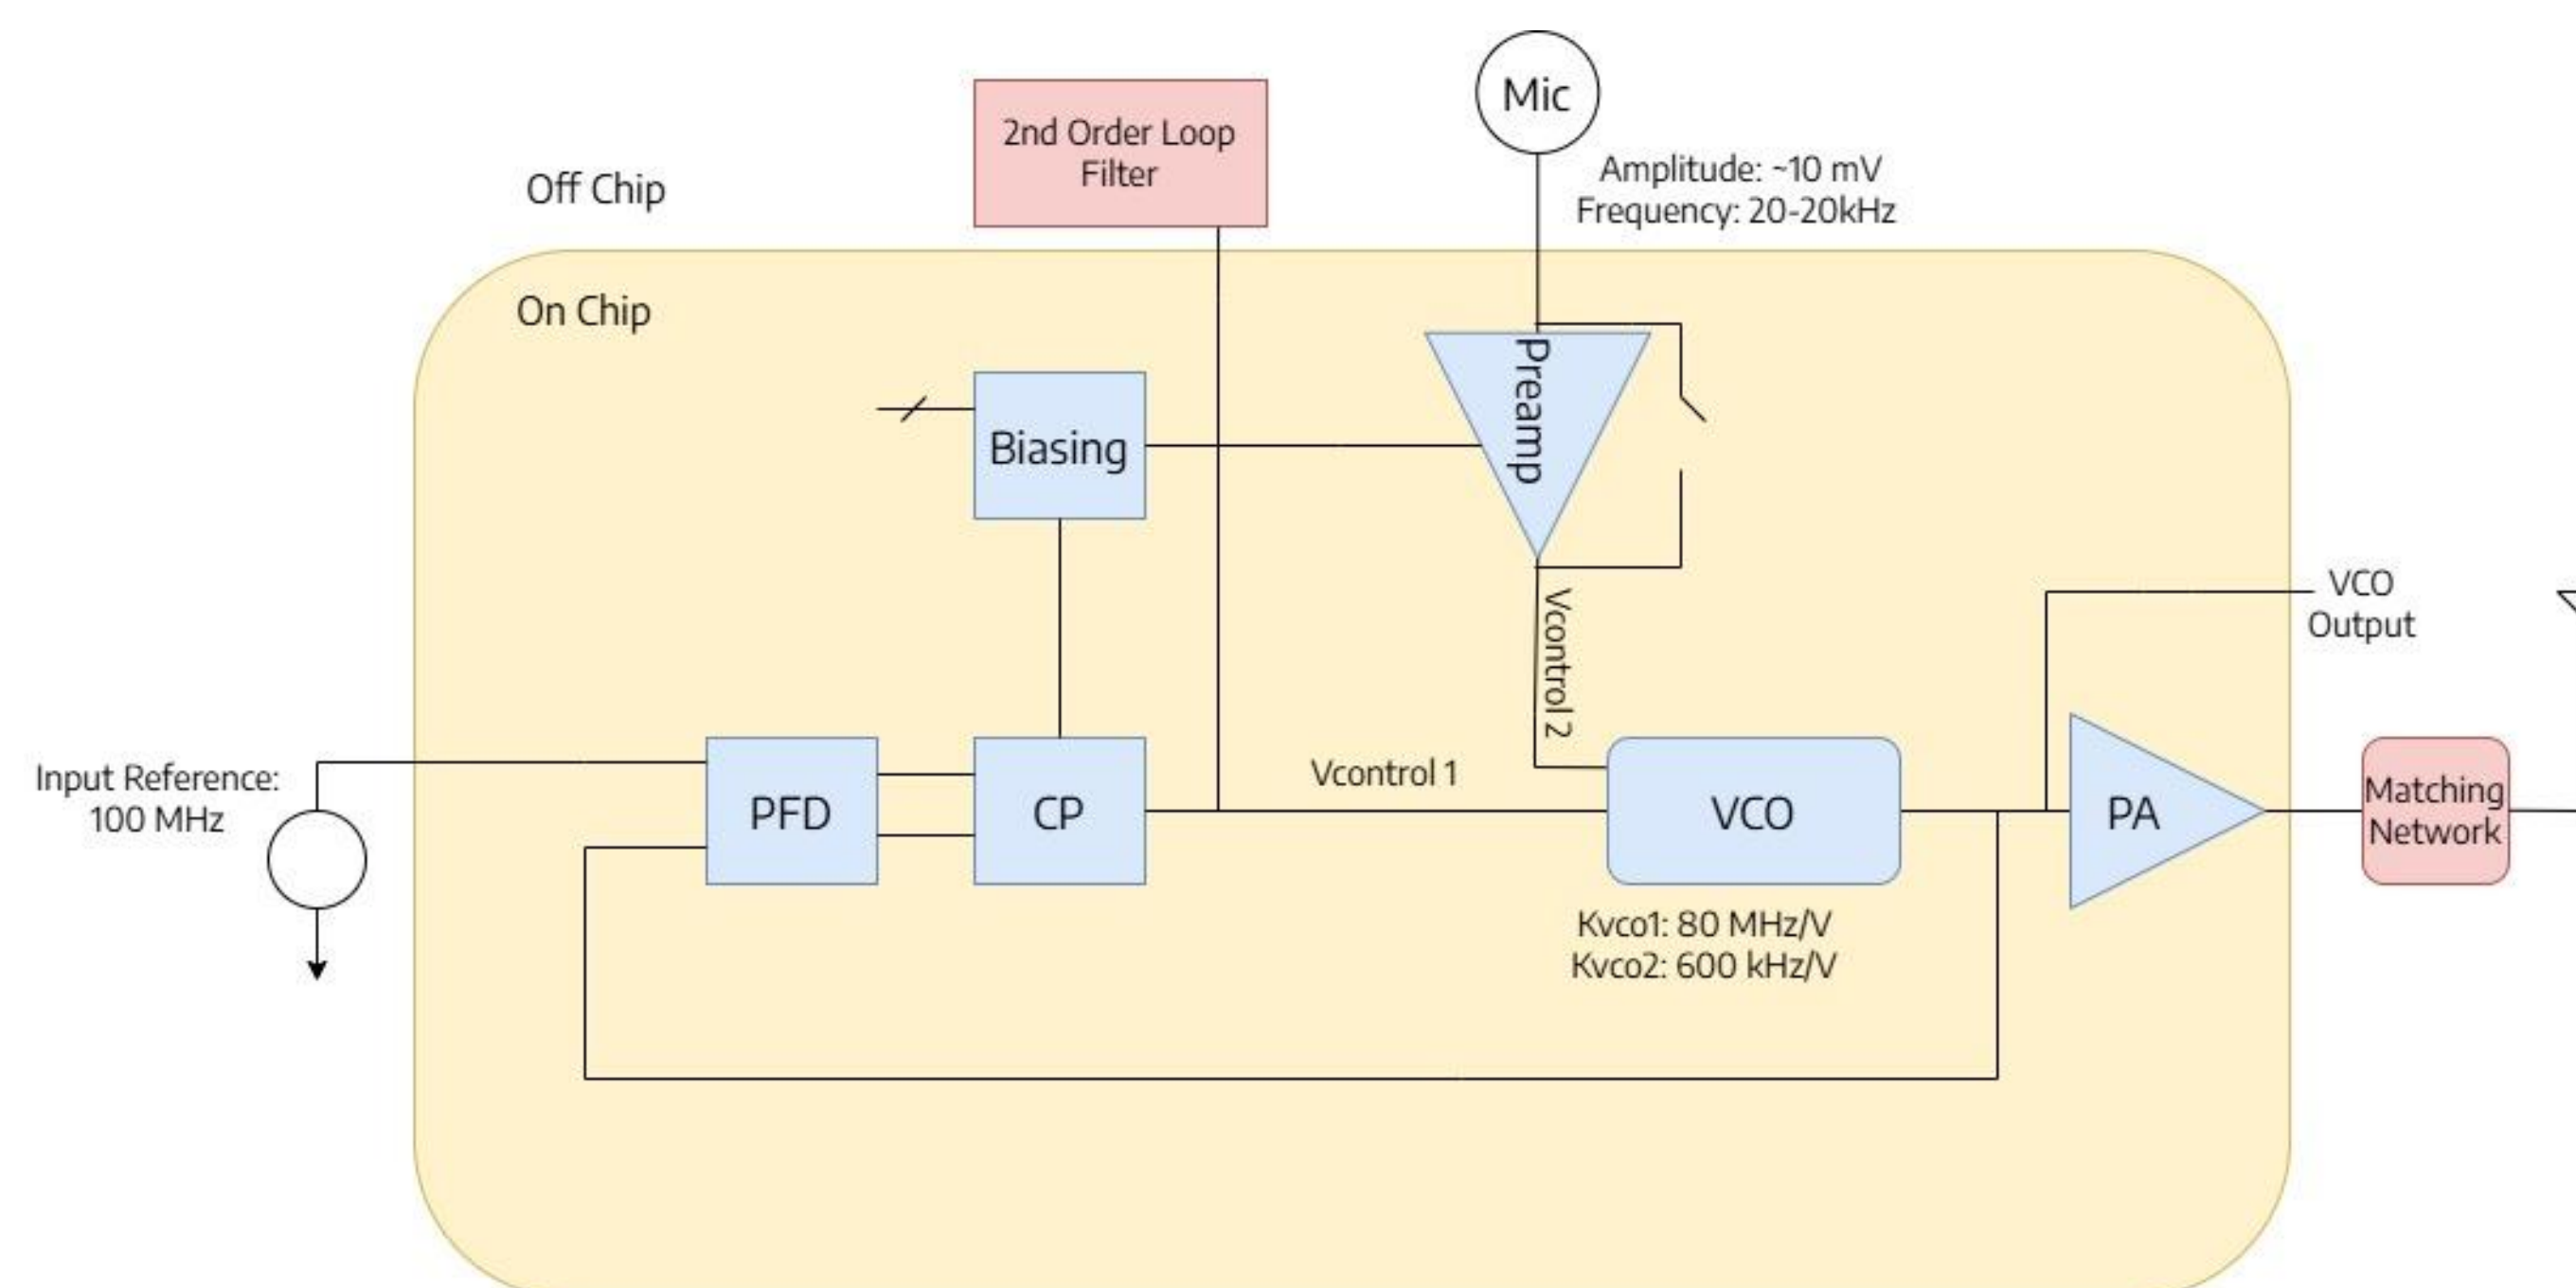 Mic
2nd Order Loop
Filter
Amplitude: ~10 mV
Frequency: 20-20kHz
Off Chip
On Chip
Preamp
Biasing
Vcontrol 2
VCO
Output
Input Reference:
100 MHz
PFD
CP
Vcontrol 1
VCO
PA
Matching
Network
Kvco1: 80 MHz/V
Kvco2: 600 kHz/V